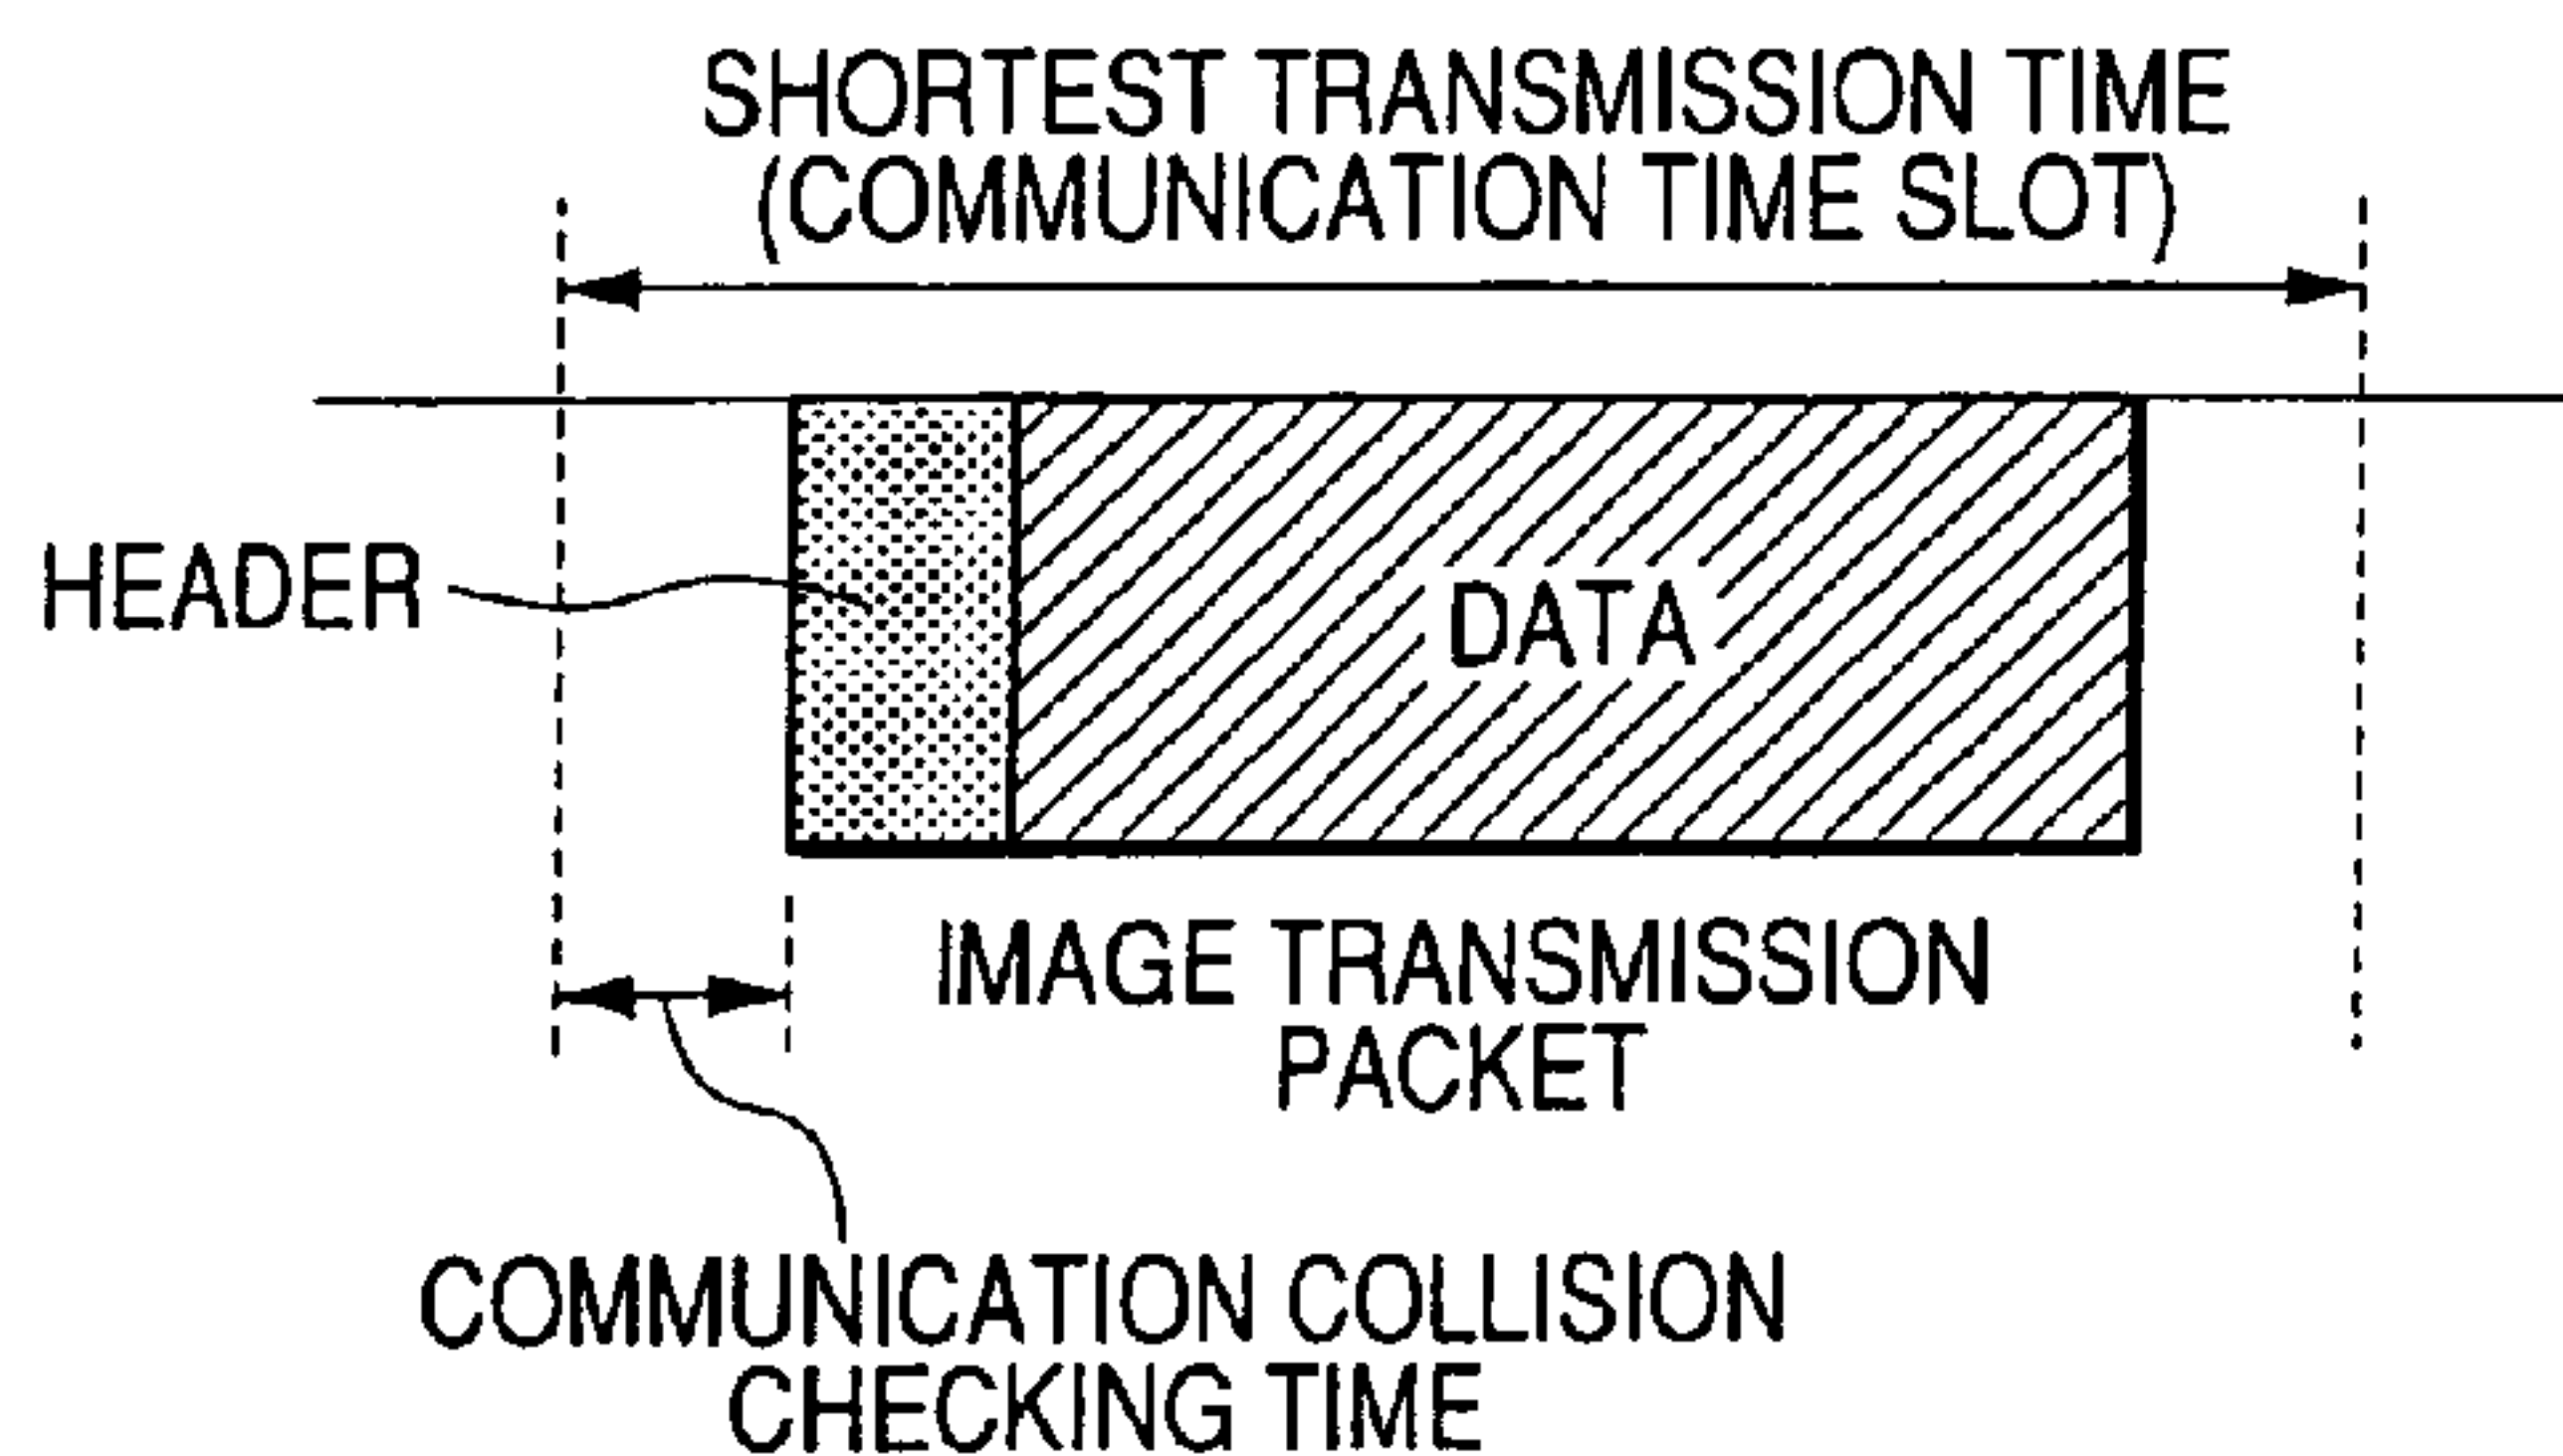 SHORTEST TRANSMISSION TIME
(COMMUNICATION TIME SLOT)
HEADER
DATA
IMAGE TRANSMISSION
PACKET
COMMUNICATION COLLISION
CHECKING TIME